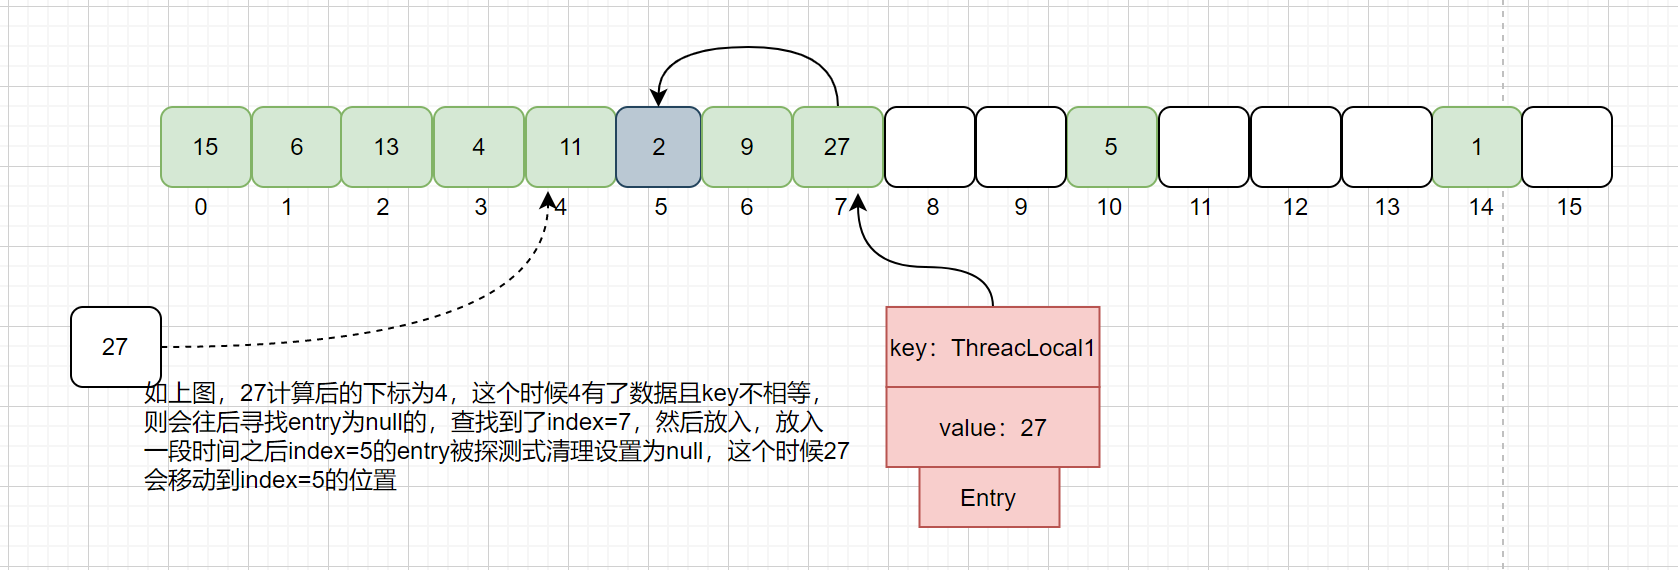 15 6 13 4 11 2 9 27 5 1
0 1 2 3 4 5 6 7 8 9 10 11 12 13 14 15
27
key：ThreacLocal1
如上图，27计算后的下标为4，这个时候4有了数据且key不相等，
则会往后寻找entry为null的，查找到了index=7，然后放入，放入
一段时间之后index=5的entry被探测式清理设置为null，这个时候27
会移动到index=5的位置
value：27
Entry